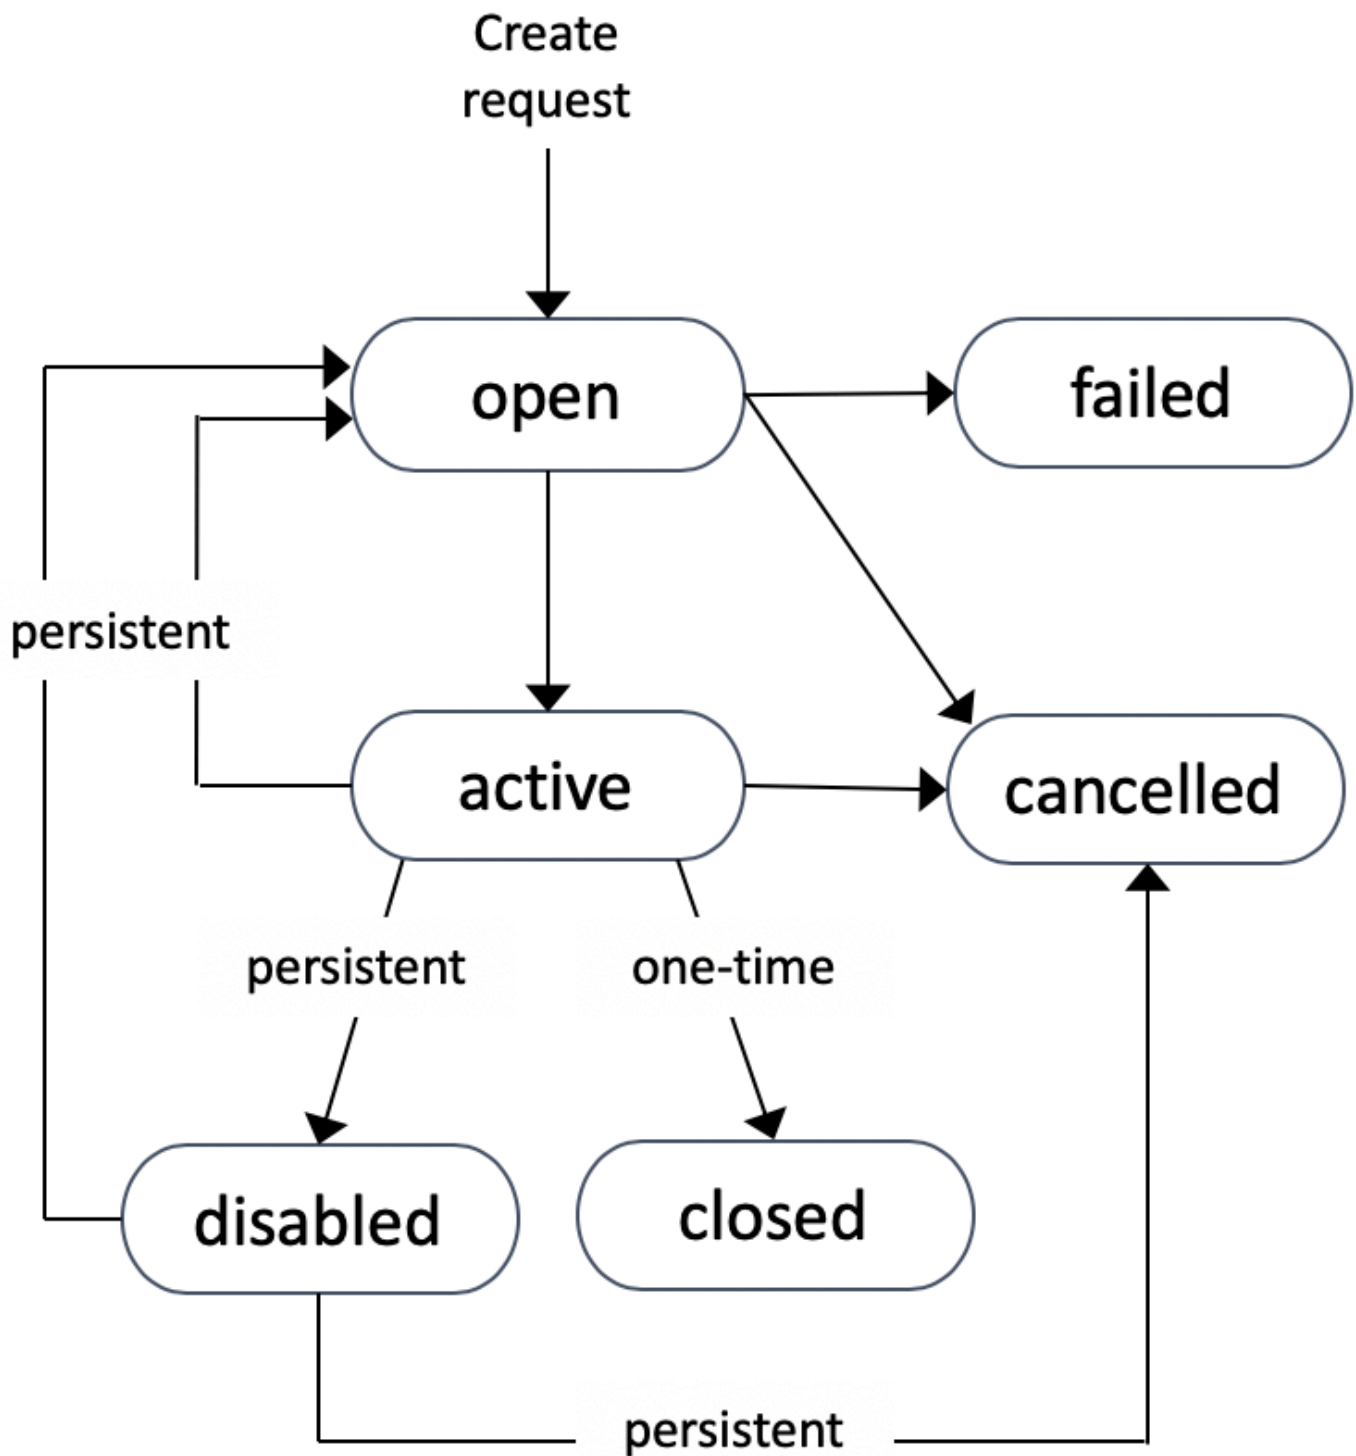 Create
request
open
failed
persistent
active
cancelled
persistent
one-time
disabled
closed
persistent